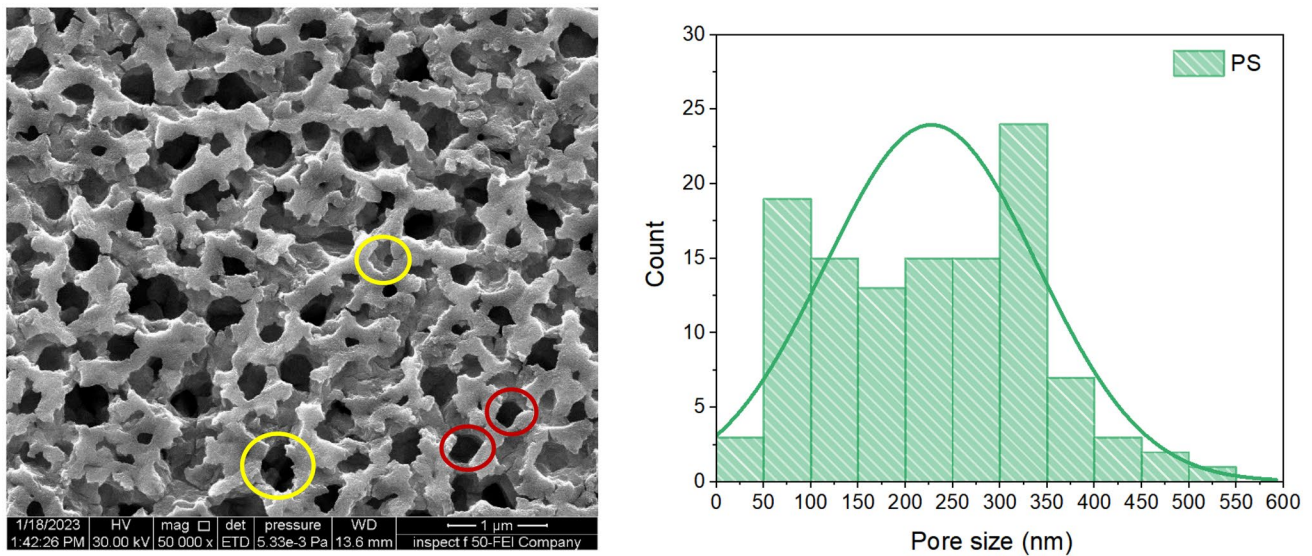 1/18/2023 HV mag □ det pressure WD 1 µm
1:42:26 PM 30.00 kV 50 000 x ETD 5.33e-3 Pa 13.6 mm inspect f 50-FEI Company
30
25
20
15
10
5
0
Count
PS
0 50 100 150 200 250 300 350 400 450 500 550 600
Pore size (nm)